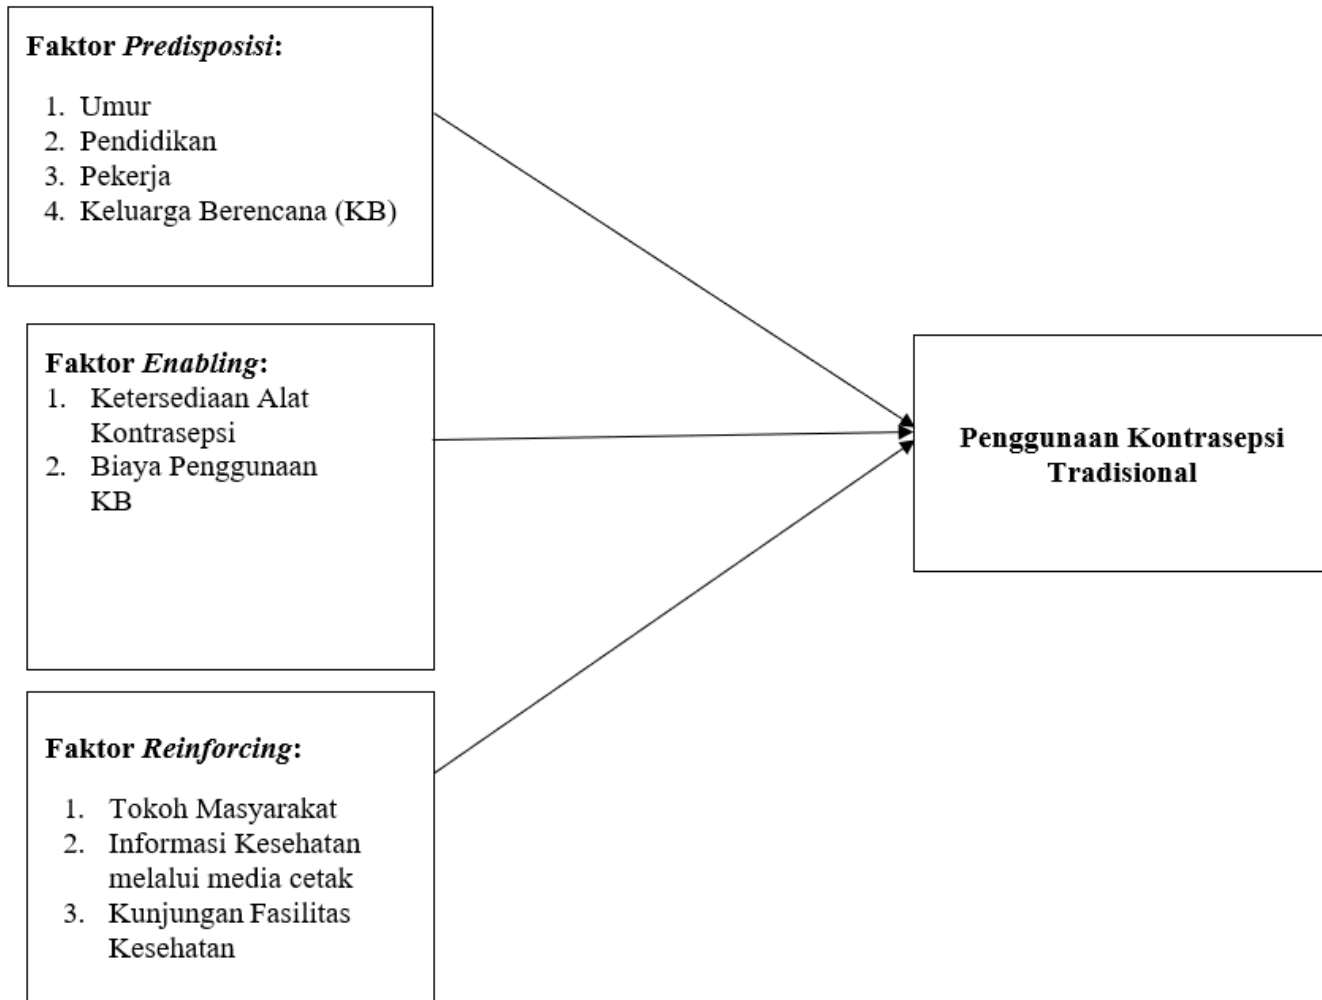 Faktor Predisposisi:
1. Umur
2. Pendidikan
3. Pekerja
4. Keluarga Berencana (KB)
Faktor Enabling:
1. Ketersediaan Alat
Kontrasepsi
2. Biaya Penggunaan
KB
Faktor Reinforcing:
1. Tokoh Masyarakat
2. Informasi Kesehatan
melalui media cetak
3. Kunjungan Fasilitas
Kesehatan
Penggunaan Kontrasepsi
Tradisional